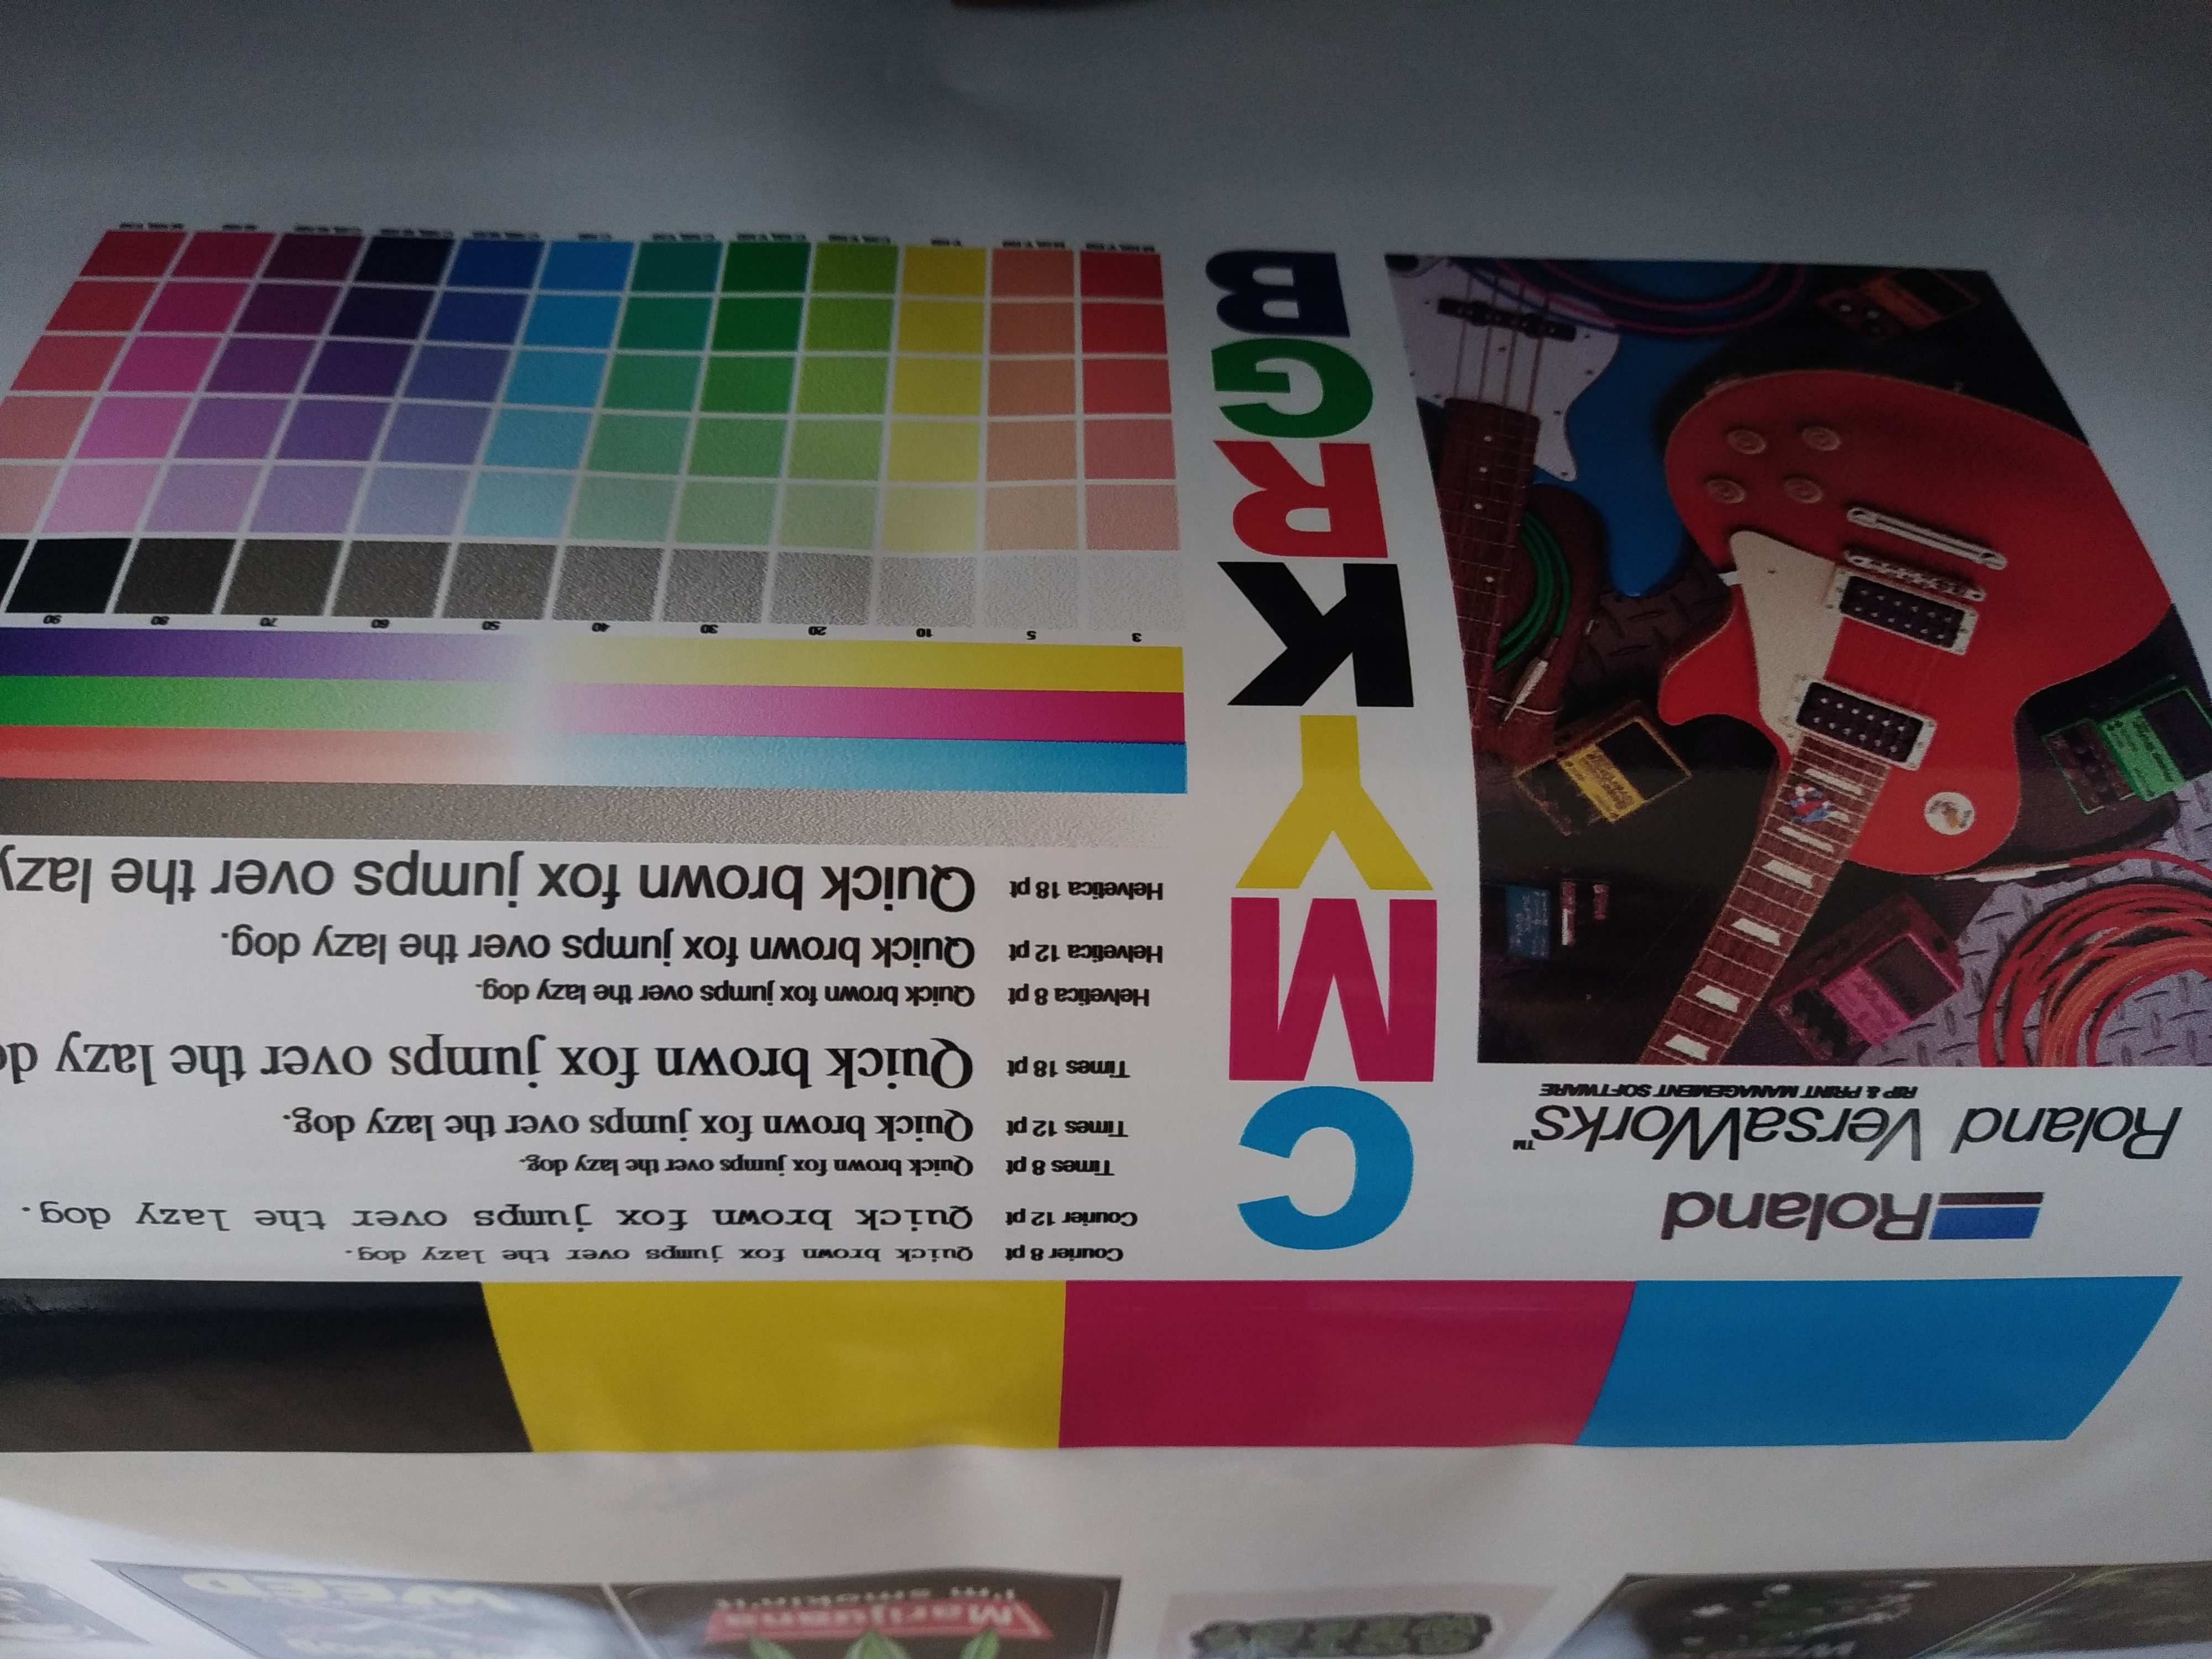 Roland
Roland VersaWorks™
RIP & PRINT MANAGEMENT SOFTWARE
C
M
Y
K
R
G
B
Courier 8 pt Quick brown fox jumps over the lazy dog.
Courier 12 pt Quick brown fox jumps over the lazy dog.
Times 8 pt Quick brown fox jumps over the lazy dog.
Times 12 pt Quick brown fox jumps over the lazy dog.
Times 18 pt Quick brown fox jumps over the lazy d
Helvetica 8 pt Quick brown fox jumps over the lazy dog.
Helvetica 12 pt Quick brown fox jumps over the lazy dog.
Helvetica 18 pt Quick brown fox jumps over the lazy
3 5 10 20 30 40 50 60 70 80 90
WEED
Marijuana
I'm smokin'it